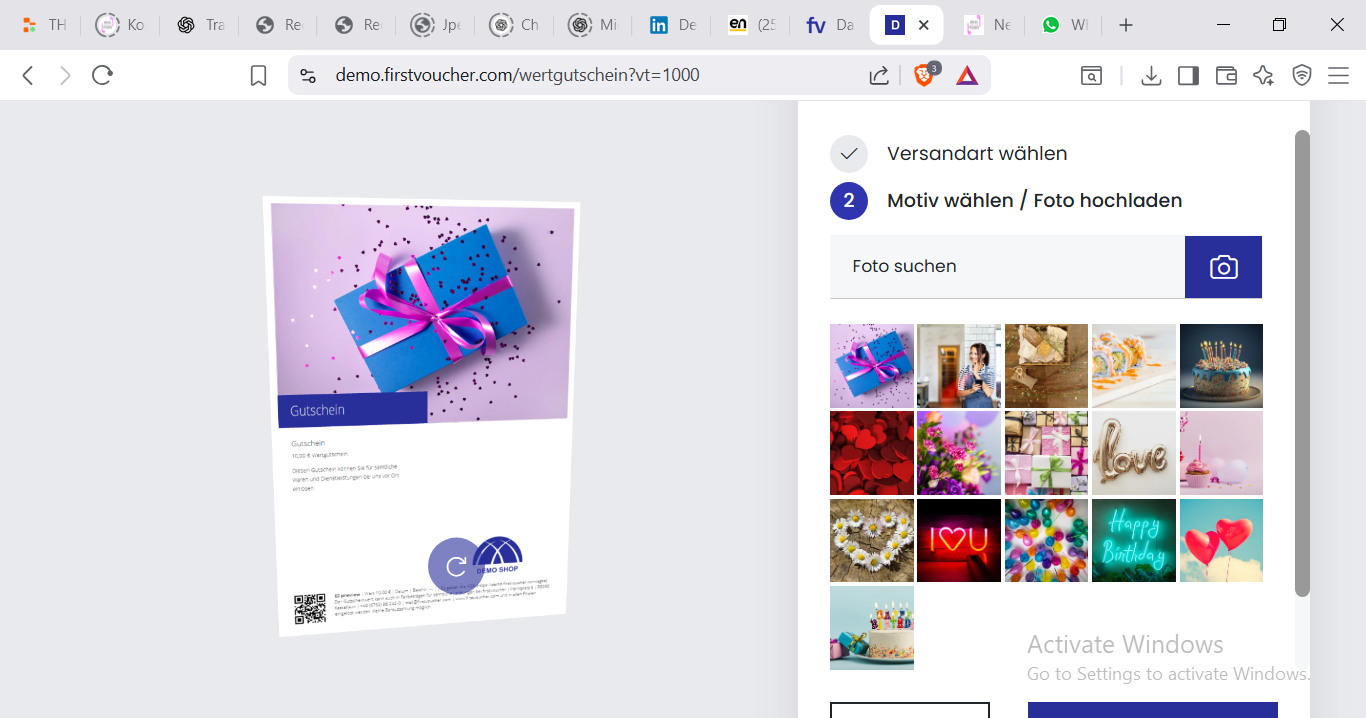 TH
Ko
Tra
Re
Re
Jpe
Ch
Mi
De
en
(25
fv
Da
D
Ne
Wl
demo.firstvoucher.com/wertgutschein?vt=1000
3
Versandart wählen
2
Motiv wählen / Foto hochladen
Foto suchen
Gutschein
Gutschein
10,00 € Wertgutschein
Diesen Gutschein können Sie für sämtliche
Waren und Dienstleistungen bei uns vor Ort
einlösen.
DEMO SHOP
love
I U
Happy
Birthday
Activate Windows
Go to Settings to activate Windows.